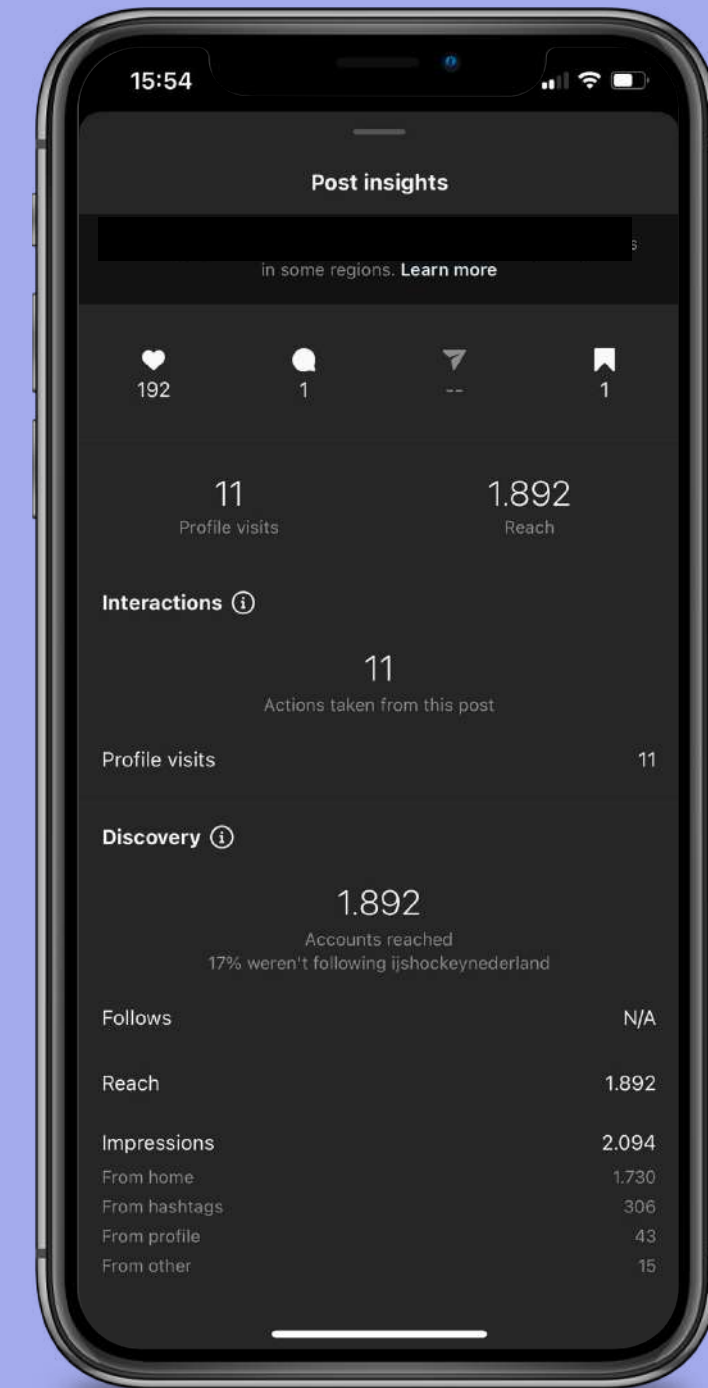 15:54
Post insights
s
in some regions. Learn more
192 1 -- 1
11 1.892
Profile visits Reach
Interactions
11
Actions taken from this post
Profile visits 11
Discovery
1.892
Accounts reached
17% weren't following ijshockeynederland
Follows N/A
Reach 1.892
Impressions 2.094
From home 1.730
From hashtags 306
From profile 43
From other 15